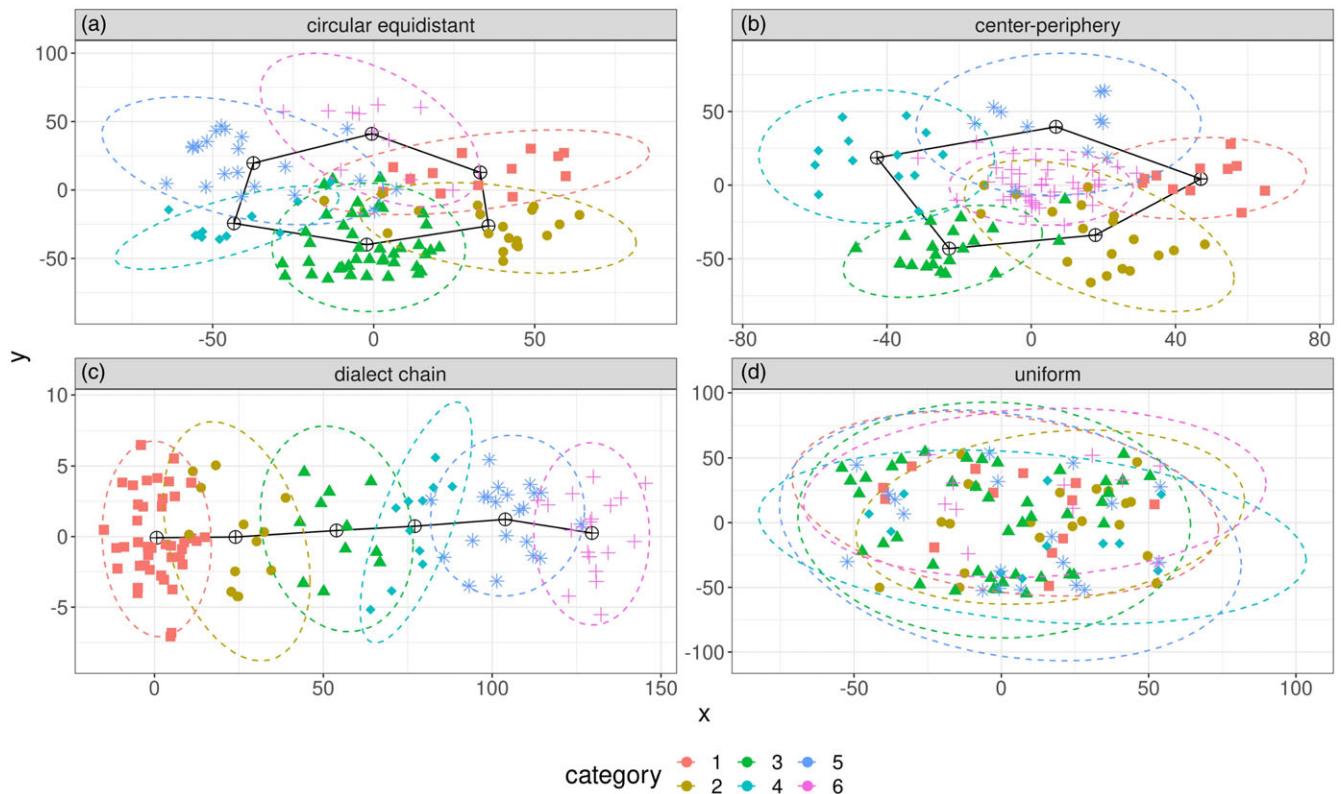 (a) circular equidistant
(b) center-periphery
100
50
0
-50
-50 0 50
50
0
-50
-80 -40 0 40 80
y
(c) dialect chain
(d) uniform
10
5
0
-5
0 50 100 150
100
50
0
-50
-100
-50 0 50 100
x
category 1 3 5
2 4 6